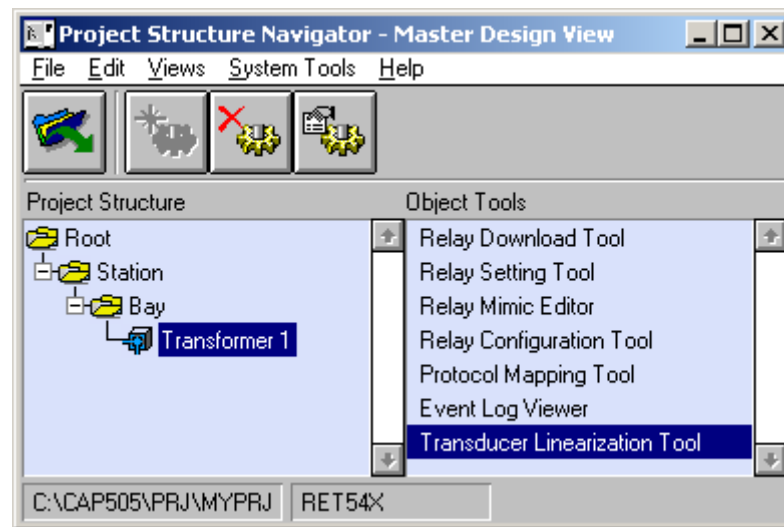 Project Structure Navigator - Master Design View
File Edit Views System Tools Help
Project Structure
Object Tools
Root
Station
Bay
Transformer 1
Relay Download Tool
Relay Setting Tool
Relay Mimic Editor
Relay Configuration Tool
Protocol Mapping Tool
Event Log Viewer
Transducer Linearization Tool
C:\CAP505\PRJ\MYPRJ RET54X